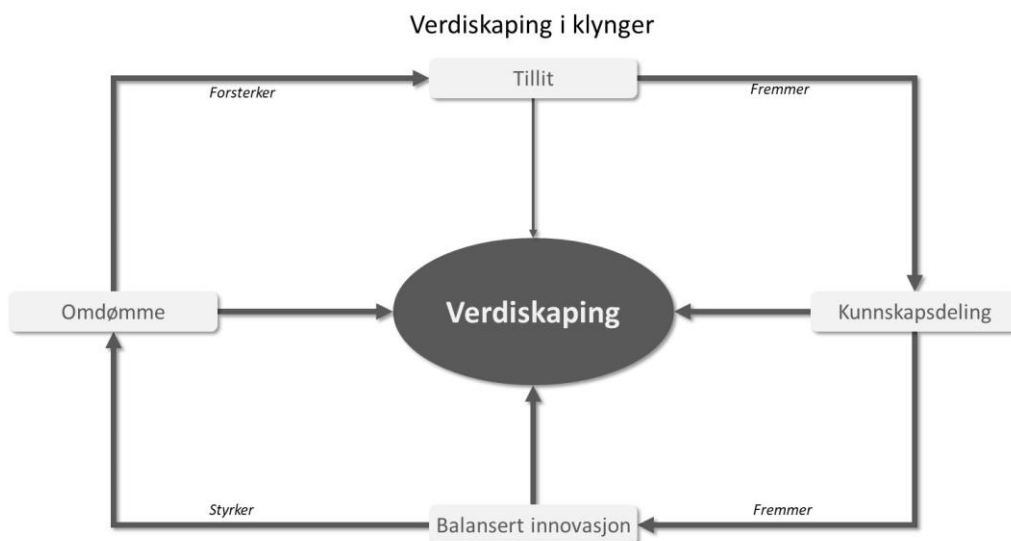 Verdiskaping i klynger
Tillit
Forsterker
Fremmer
Omdømme
Verdiskaping
Kunnskapsdeling
Styrker
Balansert innovasjon
Fremmer